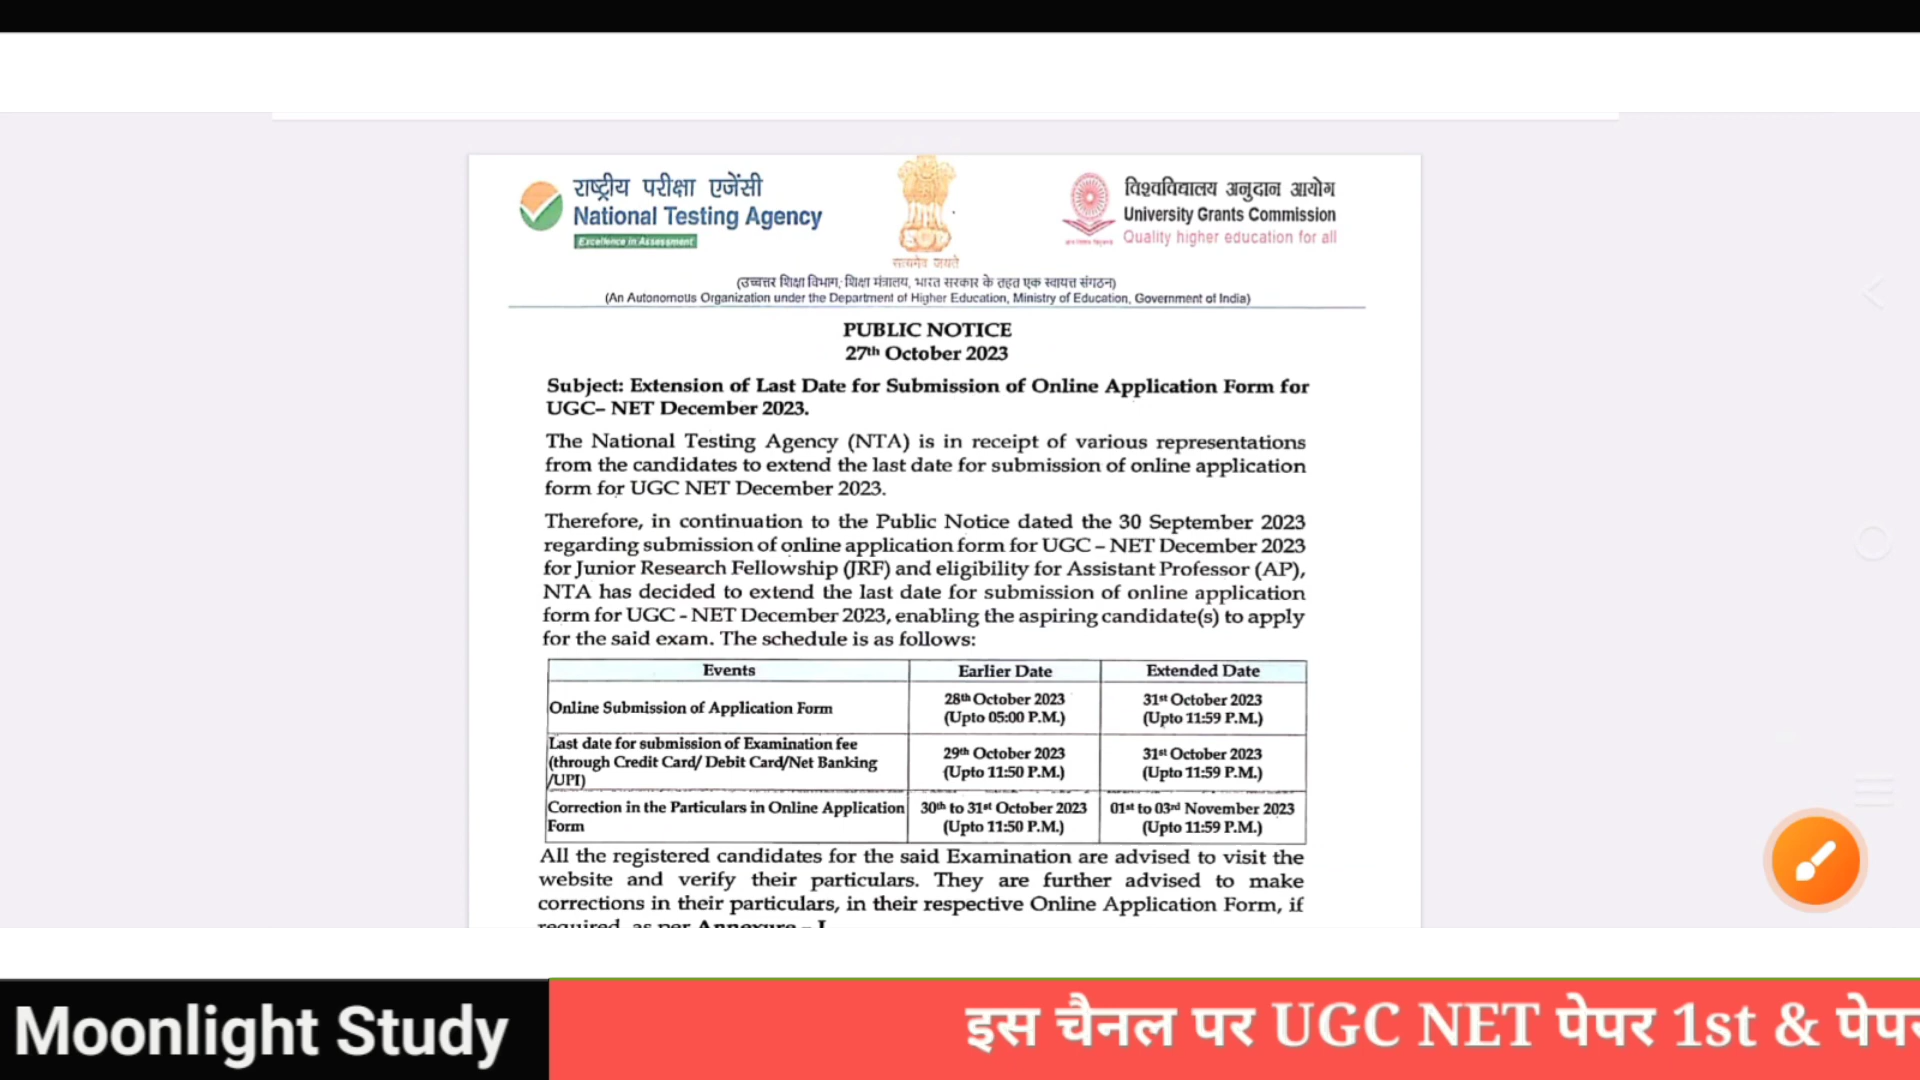 राष्ट्रीय परीक्षा एजेंसी
National Testing Agency
Excellence in Assessment
सत्यमेव जयते
विश्वविद्यालय अनुदान आयोग
University Grants Commission
Quality higher education for all
(उच्चतर शिक्षा विभाग, शिक्षा मंत्रालय, भारत सरकार के तहत एक स्वायत्त संगठन)
(An Autonomous Organization under the Department of Higher Education, Ministry of Education, Government of India)
PUBLIC NOTICE
27th October 2023
Subject: Extension of Last Date for Submission of Online Application Form for
UGC– NET December 2023.
The National Testing Agency (NTA) is in receipt of various representations
from the candidates to extend the last date for submission of online application
form for UGC NET December 2023.
Therefore, in continuation to the Public Notice dated the 30 September 2023
regarding submission of online application form for UGC – NET December 2023
for Junior Research Fellowship (JRF) and eligibility for Assistant Professor (AP),
NTA has decided to extend the last date for submission of online application
form for UGC - NET December 2023, enabling the aspiring candidate(s) to apply
for the said exam. The schedule is as follows:
Events Earlier Date Extended Date
Online Submission of Application Form 28th October 2023 (Upto 05:00 P.M.) 31st October 2023 (Upto 11:59 P.M.)
Last date for submission of Examination fee
(through Credit Card/ Debit Card/Net Banking
/UPI) 29th October 2023 (Upto 11:50 P.M.) 31st October 2023 (Upto 11:59 P.M.)
Correction in the Particulars in Online Application
Form 30th to 31st October 2023 (Upto 11:50 P.M.) 01st to 03rd November 2023 (Upto 11:59 P.M.)
All the registered candidates for the said Examination are advised to visit the
website and verify their particulars. They are further advised to make
corrections in their particulars, in their respective Online Application Form, if
required, as per Annexure – I
Moonlight Study
इस चैनल पर UGC NET पेपर 1st &